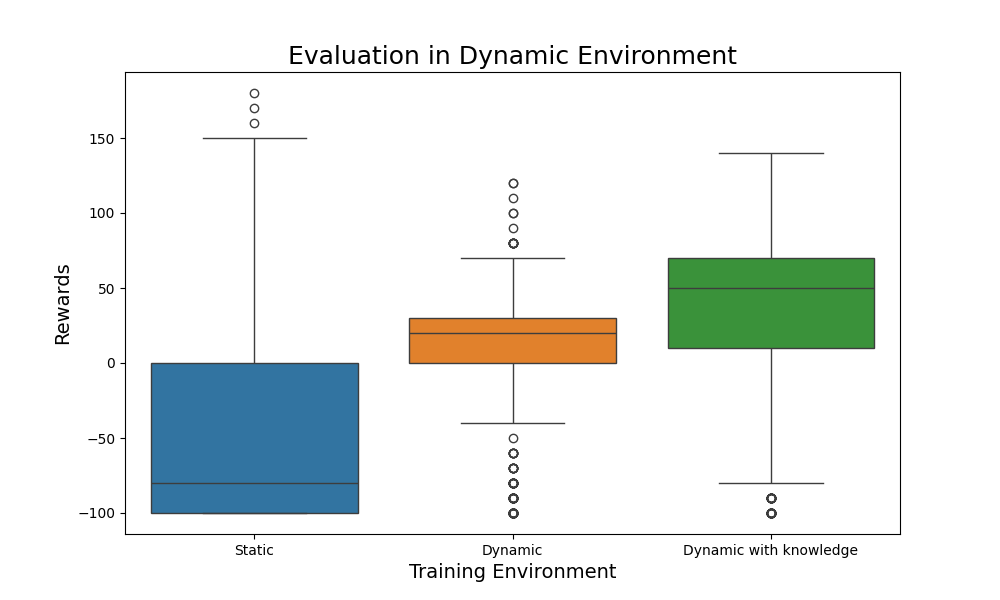 Evaluation in Dynamic Environment
Rewards
150
100
50
0
−50
−100
Static
Dynamic
Dynamic with knowledge
Training Environment